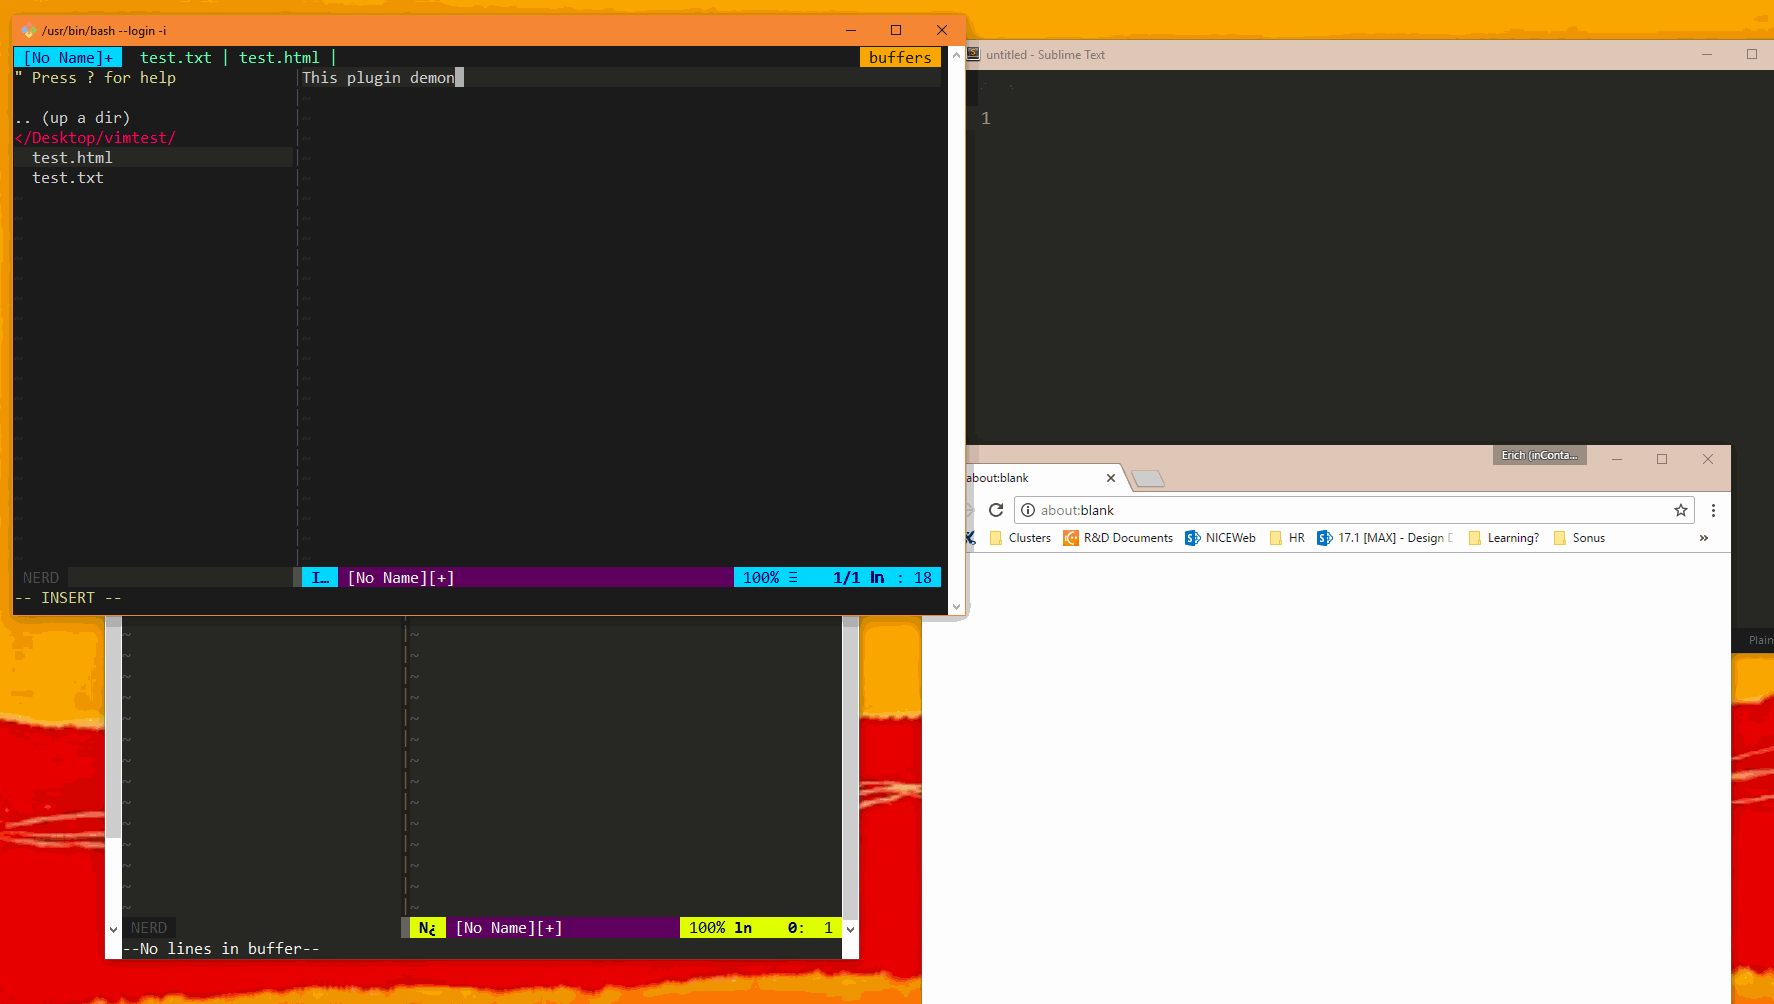 /usr/bin/bash --login -i
[No Name]+ test.txt | test.html | buffers
" Press ? for help
This plugin demon
.. (up a dir)
</Desktop/vimtest/
test.html
test.txt
NERD
I… [No Name][+] 100% ☰ 1/1 ln : 18
-- INSERT --
untitled - Sublime Text
1
Plain
Erich (inConta...
about:blank
about:blank
Clusters R&D Documents NICEWeb HR 17.1 [MAX] - Design Learning? Sonus »
NERD
N¿ [No Name][+] 100% ln 0: 1
--No lines in buffer--